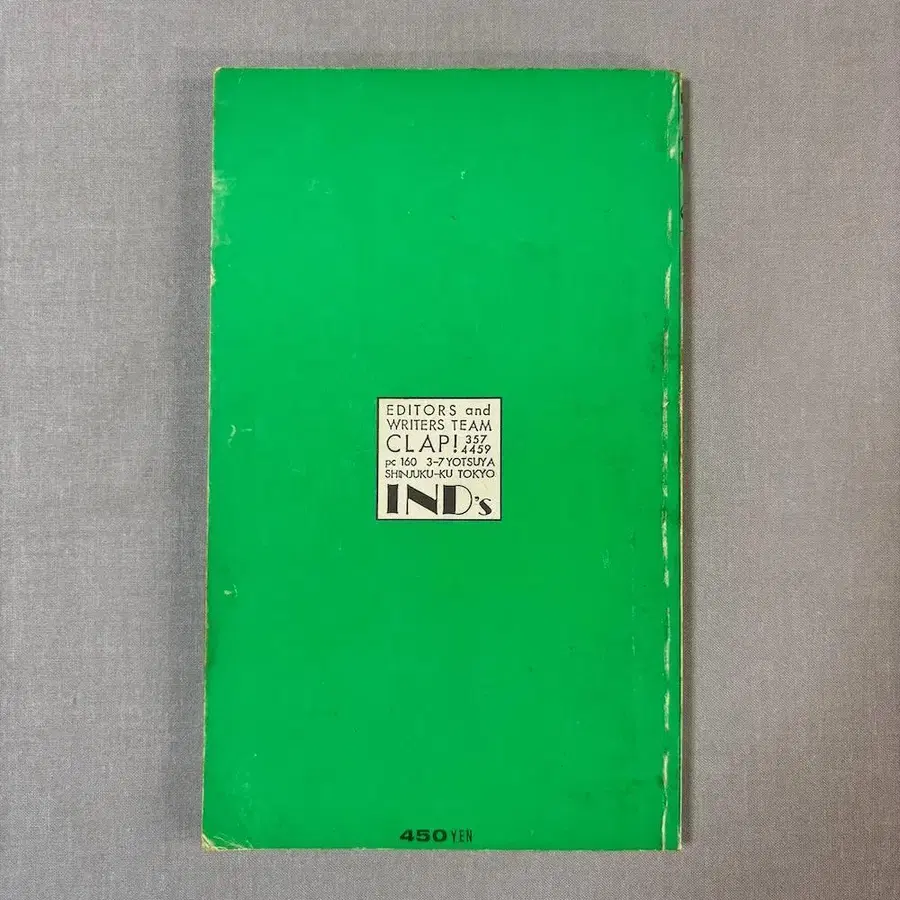 EDITORS and
WRITERS TEAM
CLAP! 357
4459
pc 160 3-7 YOTSUYA
SHINJUKU-KU TOKYO
IND's
450 YEN